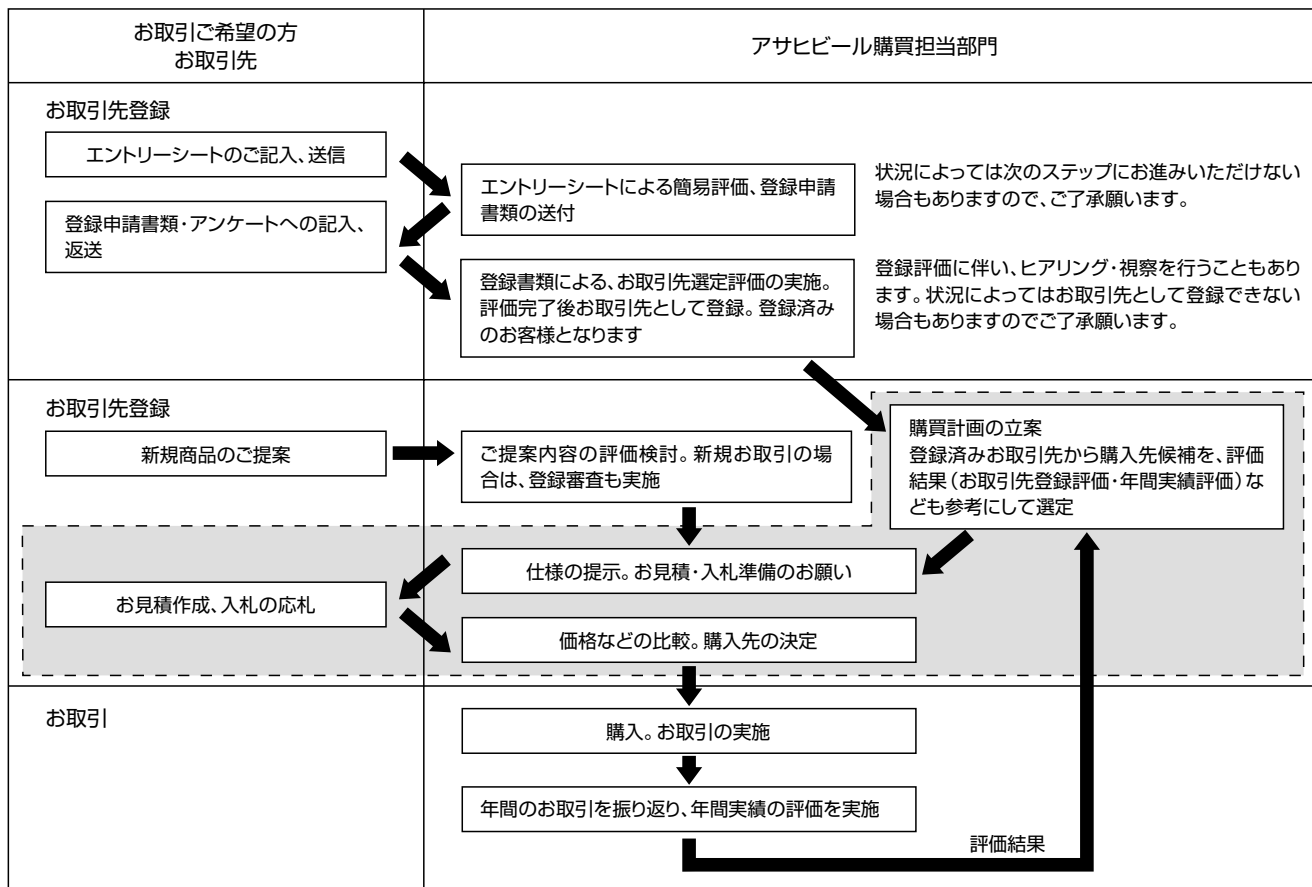 お取引ご希望の方
お取引先
アサヒビール購買担当部門
お取引先登録
エントリーシートのご記入、送信
エントリーシートによる簡易評価、登録申請
書類の送付
状況によっては次のステップにお進みいただけない
場合もありますので、ご了承願います。
登録申請書類・アンケートへの記入、
返送
登録書類による、お取引先選定評価の実施。
評価完了後お取引先として登録。登録済み
のお客様となります
登録評価に伴い、ヒアリング・視察を行うこともあり
ます。状況によってはお取引先として登録できない
場合もありますのでご了承願います。
お取引先登録
新規商品のご提案
ご提案内容の評価検討。新規お取引の場
合は、登録審査も実施
購買計画の立案
登録済みお取引先から購入先候補を、評価
結果（お取引先登録評価・年間実績評価）な
ども参考にして選定
仕様の提示。お見積・入札準備のお願い
お見積作成、入札の応札
価格などの比較。購入先の決定
お取引
購入。お取引の実施
年間のお取引を振り返り、年間実績の評価を実施
評価結果